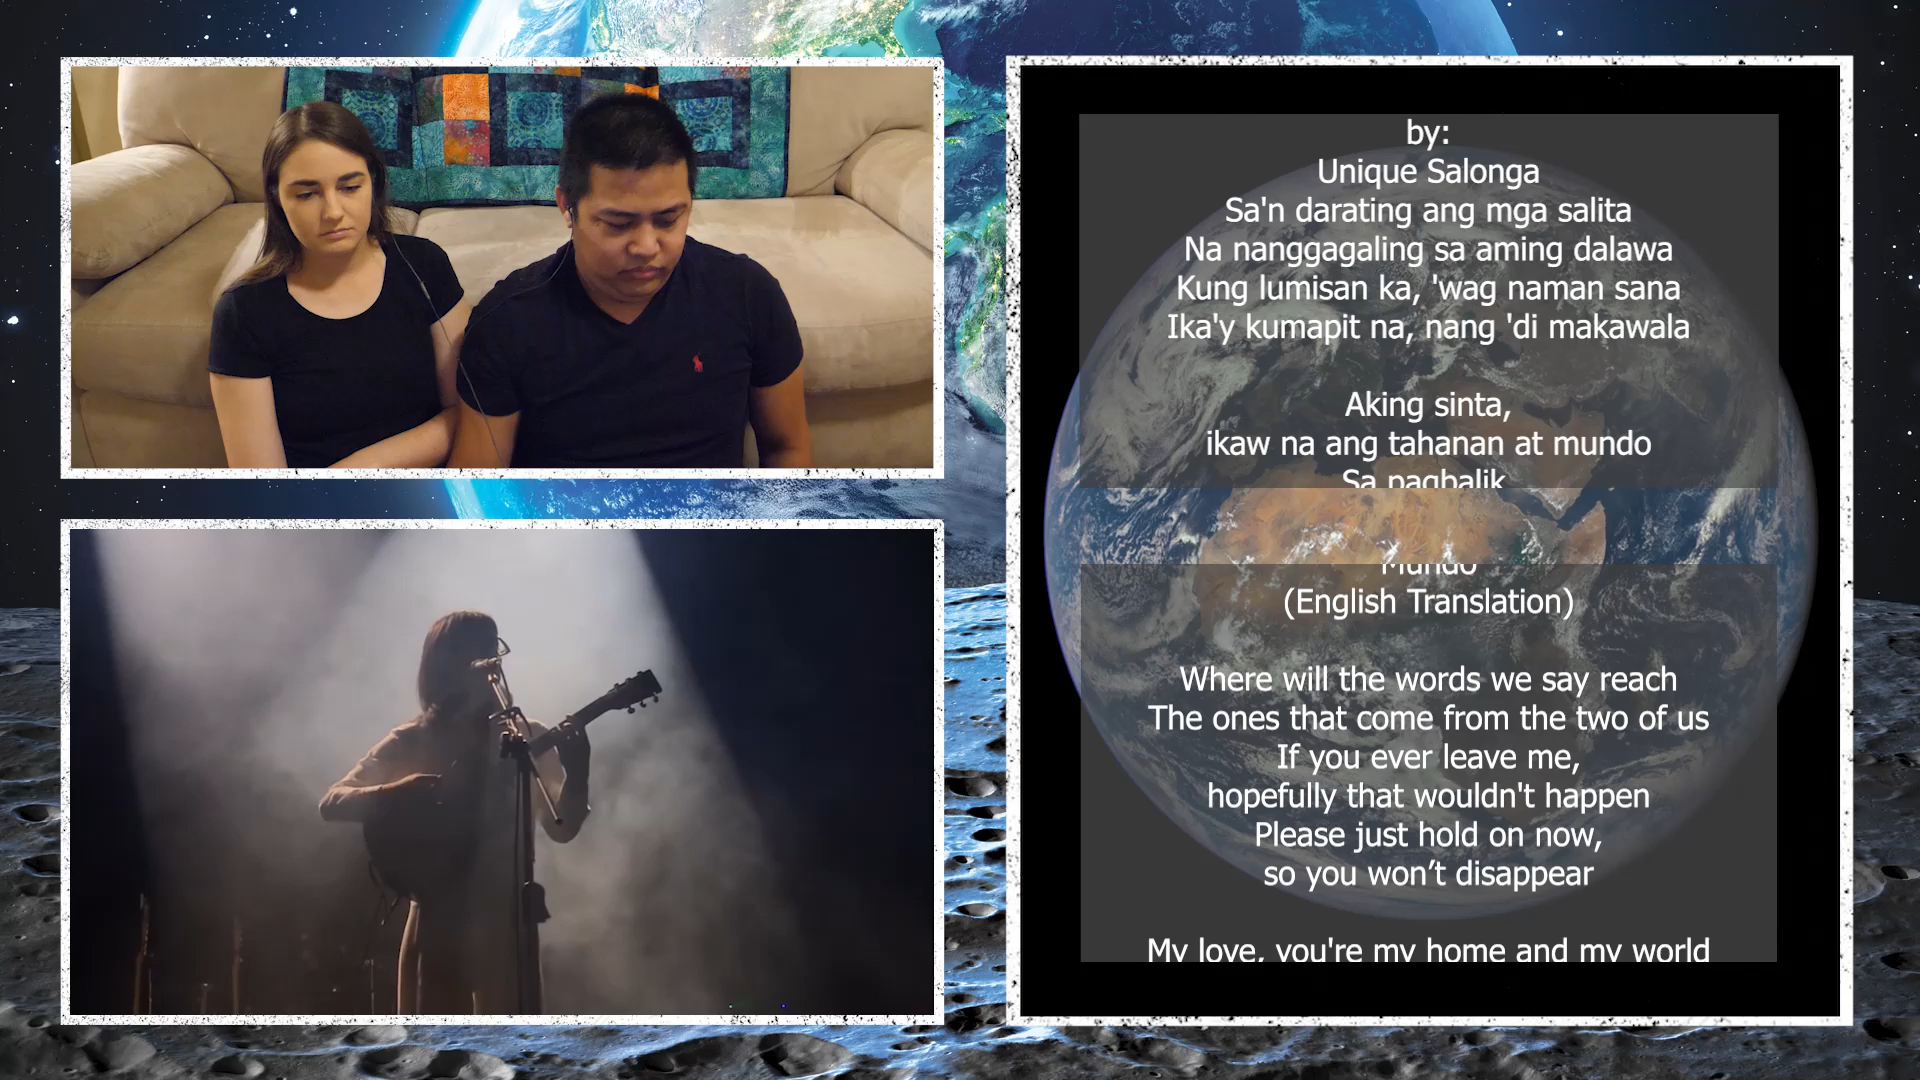 by:
Unique Salonga
Sa'n darating ang mga salita
Na nanggagaling sa aming dalawa
Kung lumisan ka, 'wag naman sana
Ika'y kumapit na, nang 'di makawala
Aking sinta,
ikaw na ang tahanan at mundo
Sa pagbalik
Mundo
(English Translation)
Where will the words we say reach
The ones that come from the two of us
If you ever leave me,
hopefully that wouldn't happen
Please just hold on now,
so you won’t disappear
My love, you're my home and my world